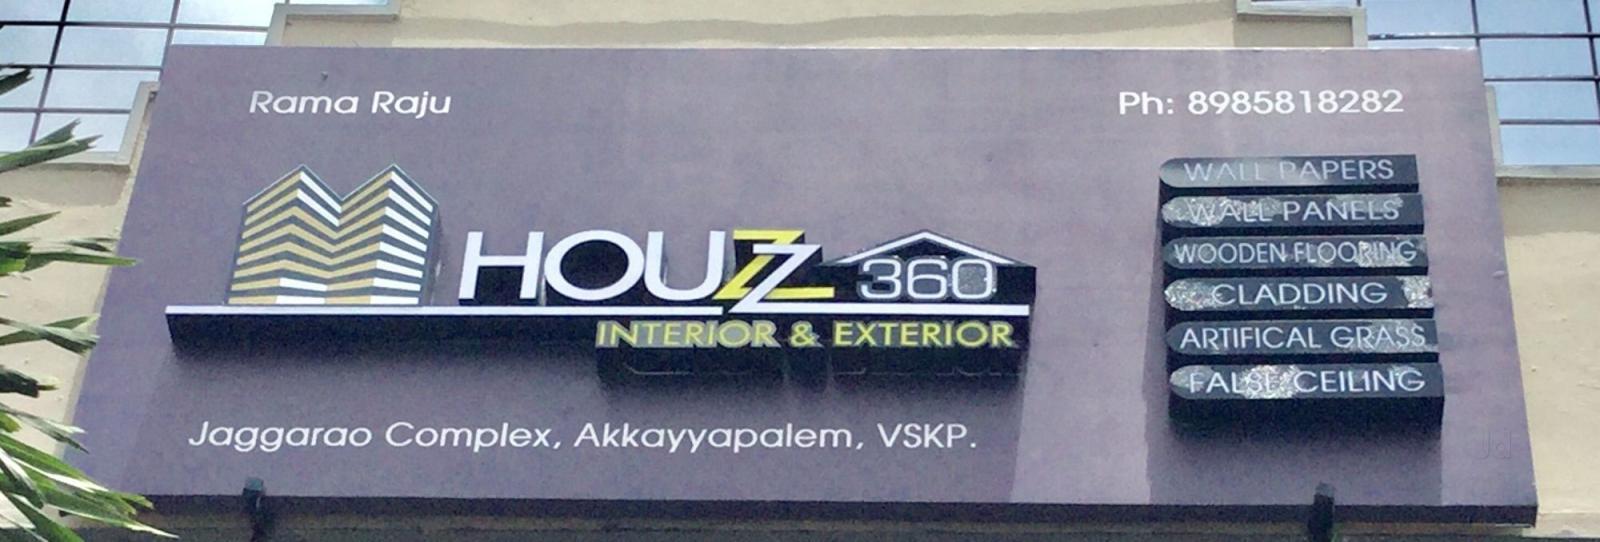 Rama Raju
Ph: 8985818282
HOUZZ 360
INTERIOR & EXTERIOR
Jaggarao Complex, Akkayyapalem, VSKP.
WALL PAPERS
WALL PANELS
WOODEN FLOORING
CLADDING
ARTIFICAL GRASS
FALSE CEILING
Jd